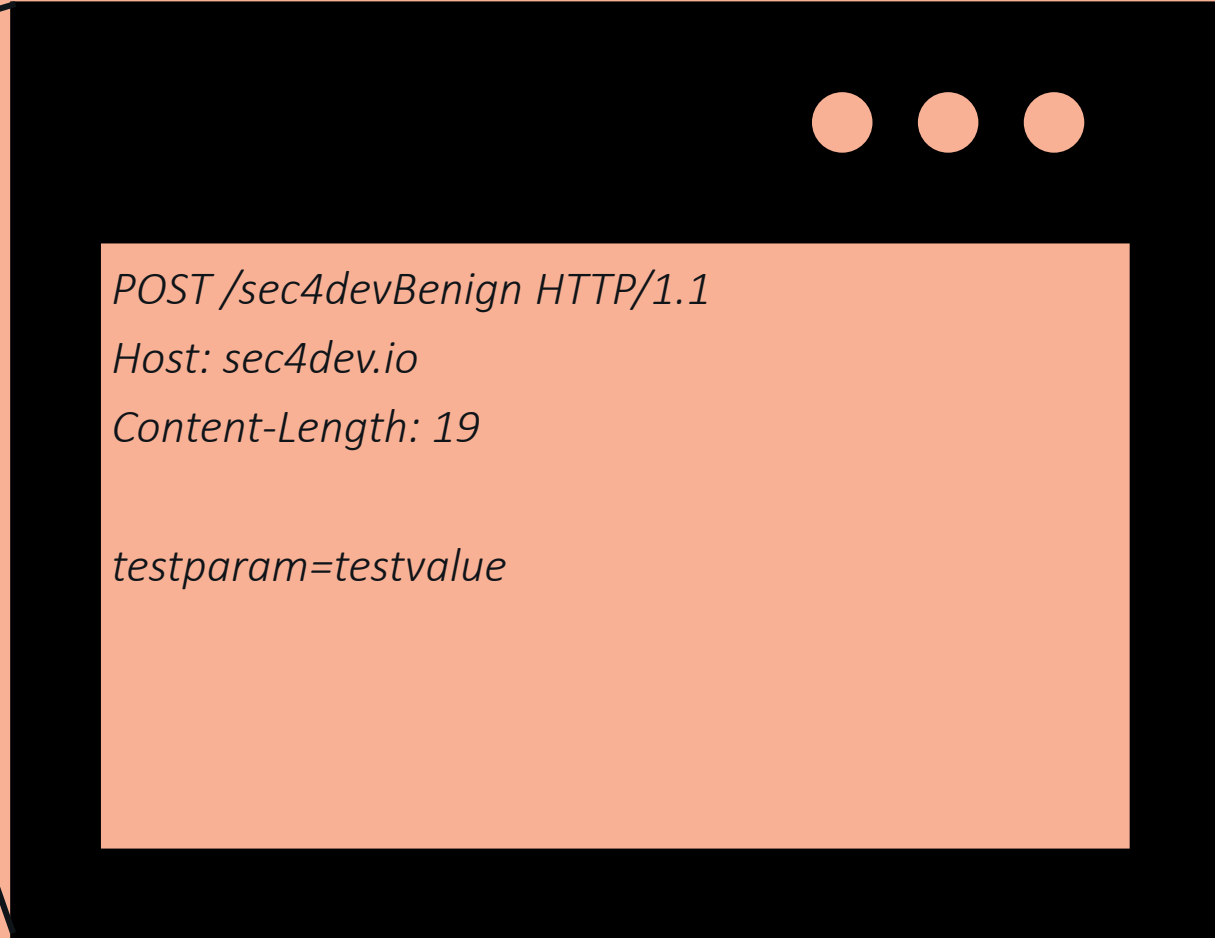 POST /sec4devBenign HTTP/1.1
Host: sec4dev.io
Content-Length: 19
testparam=testvalue